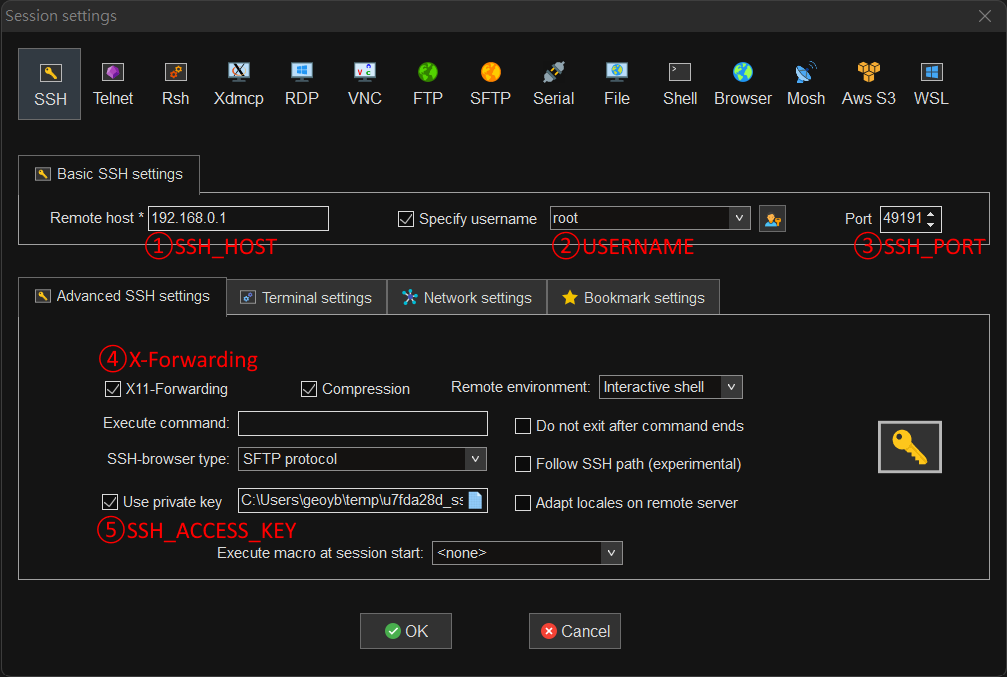 Session settings
SSH Telnet Rsh Xdmcp RDP VNC FTP SFTP Serial File Shell Browser Mosh Aws S3 WSL
Basic SSH settings
Remote host * 192.168.0.1 Specify username root Port 49191
①SSH_HOST ②USERNAME ③SSH_PORT
Advanced SSH settings Terminal settings Network settings Bookmark settings
④X-Forwarding
X11-Forwarding Compression Remote environment: Interactive shell
Execute command: Do not exit after command ends
SSH-browser type: SFTP protocol Follow SSH path (experimental)
Use private key C:\Users\geoyb\temp\u7fda28d_ss Adapt locales on remote server
⑤SSH_ACCESS_KEY
Execute macro at session start: <none>
OK Cancel